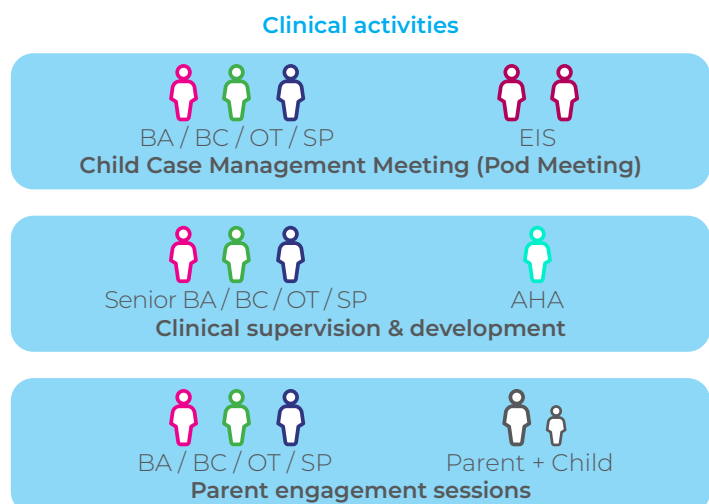 Clinical activities
BA / BC / OT / SP EIS
Child Case Management Meeting (Pod Meeting)
Senior BA / BC / OT / SP AHA
Clinical supervision & development
BA / BC / OT / SP Parent + Child
Parent engagement sessions